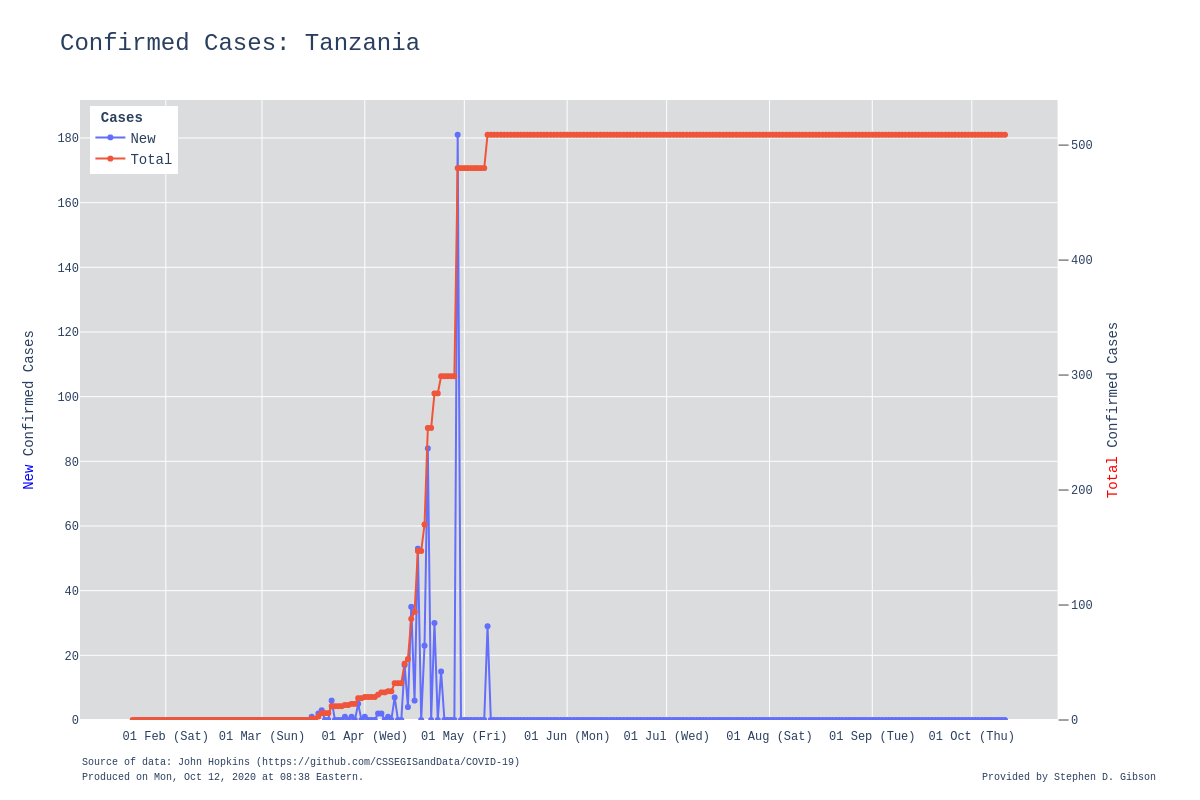 Confirmed Cases: Tanzania
Cases
New
Total
180
160
140
120
100
80
60
40
20
0
New Confirmed Cases
500
400
300
200
100
0
Total Confirmed Cases
01 Feb (Sat) 01 Mar (Sun) 01 Apr (Wed) 01 May (Fri) 01 Jun (Mon) 01 Jul (Wed) 01 Aug (Sat) 01 Sep (Tue) 01 Oct (Thu)
Source of data: John Hopkins (https://github.com/CSSEGISandData/COVID-19)
Produced on Mon, Oct 12, 2020 at 08:38 Eastern.
Provided by Stephen D. Gibson